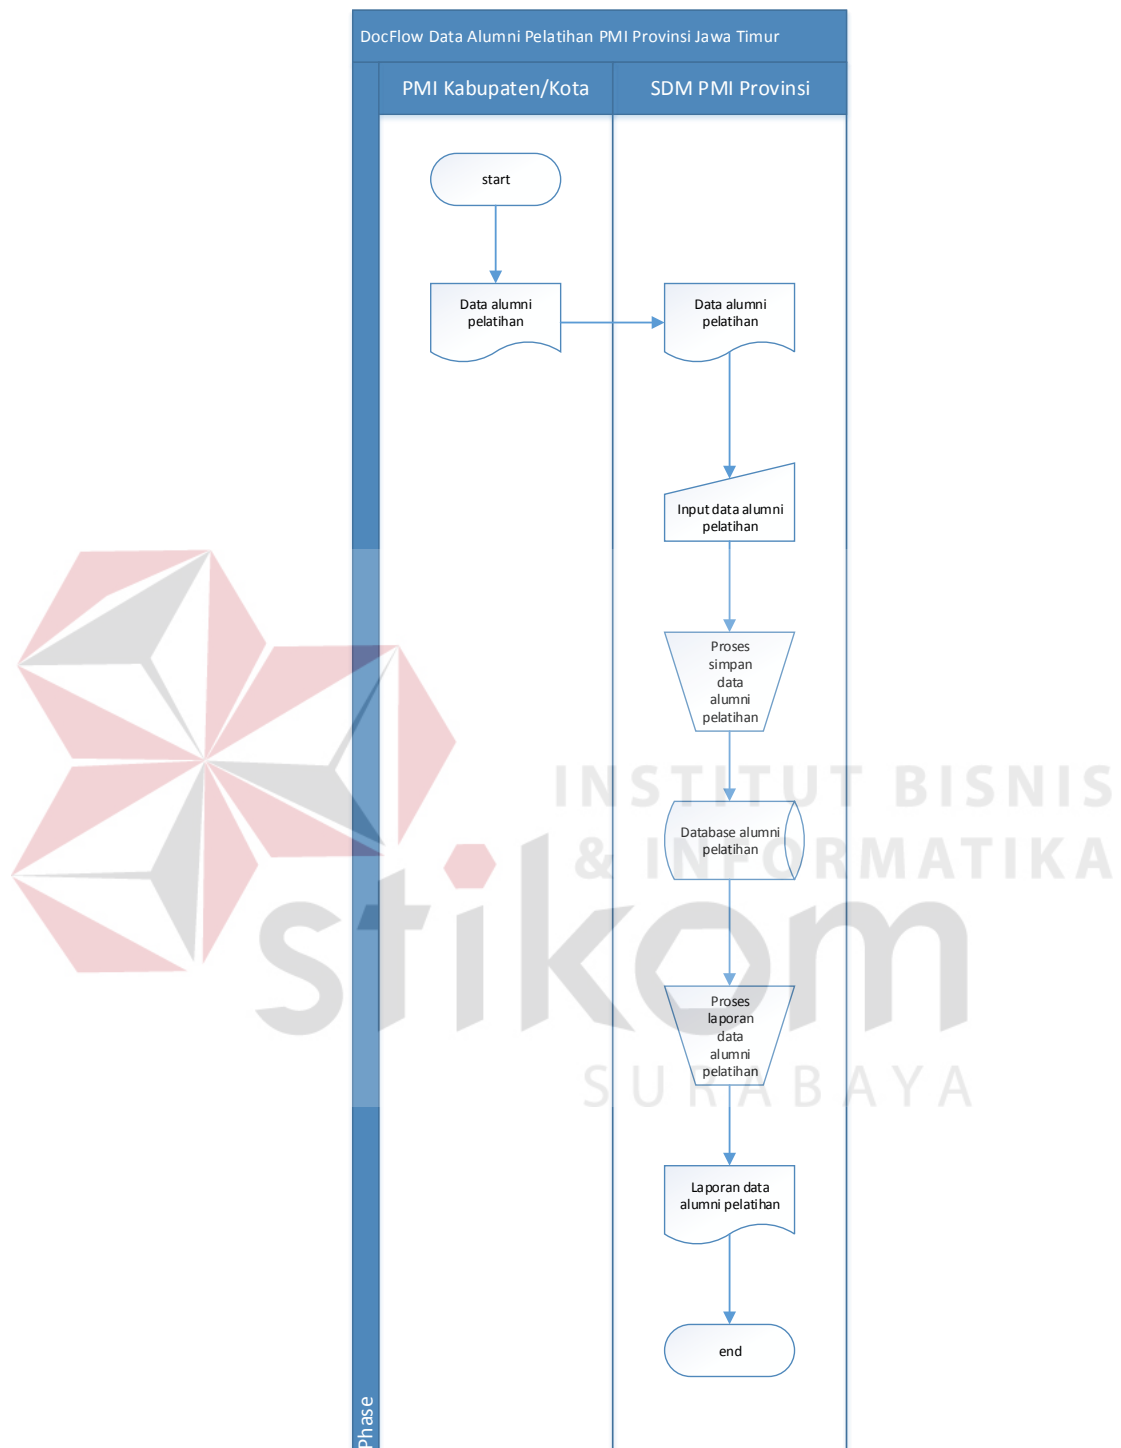 DocFlow Data Alumni Pelatihan PMI Provinsi Jawa Timur
PMI Kabupaten/Kota
SDM PMI Provinsi
start
Data alumni
pelatihan
Data alumni
pelatihan
Input data alumni
pelatihan
Proses
simpan
data
alumni
pelatihan
Database alumni
pelatihan
Proses
laporan
data
alumni
pelatihan
Laporan data
alumni pelatihan
end
Phase
INSTITUT BISNIS
& INFORMATIKA
stikom
SURABAYA